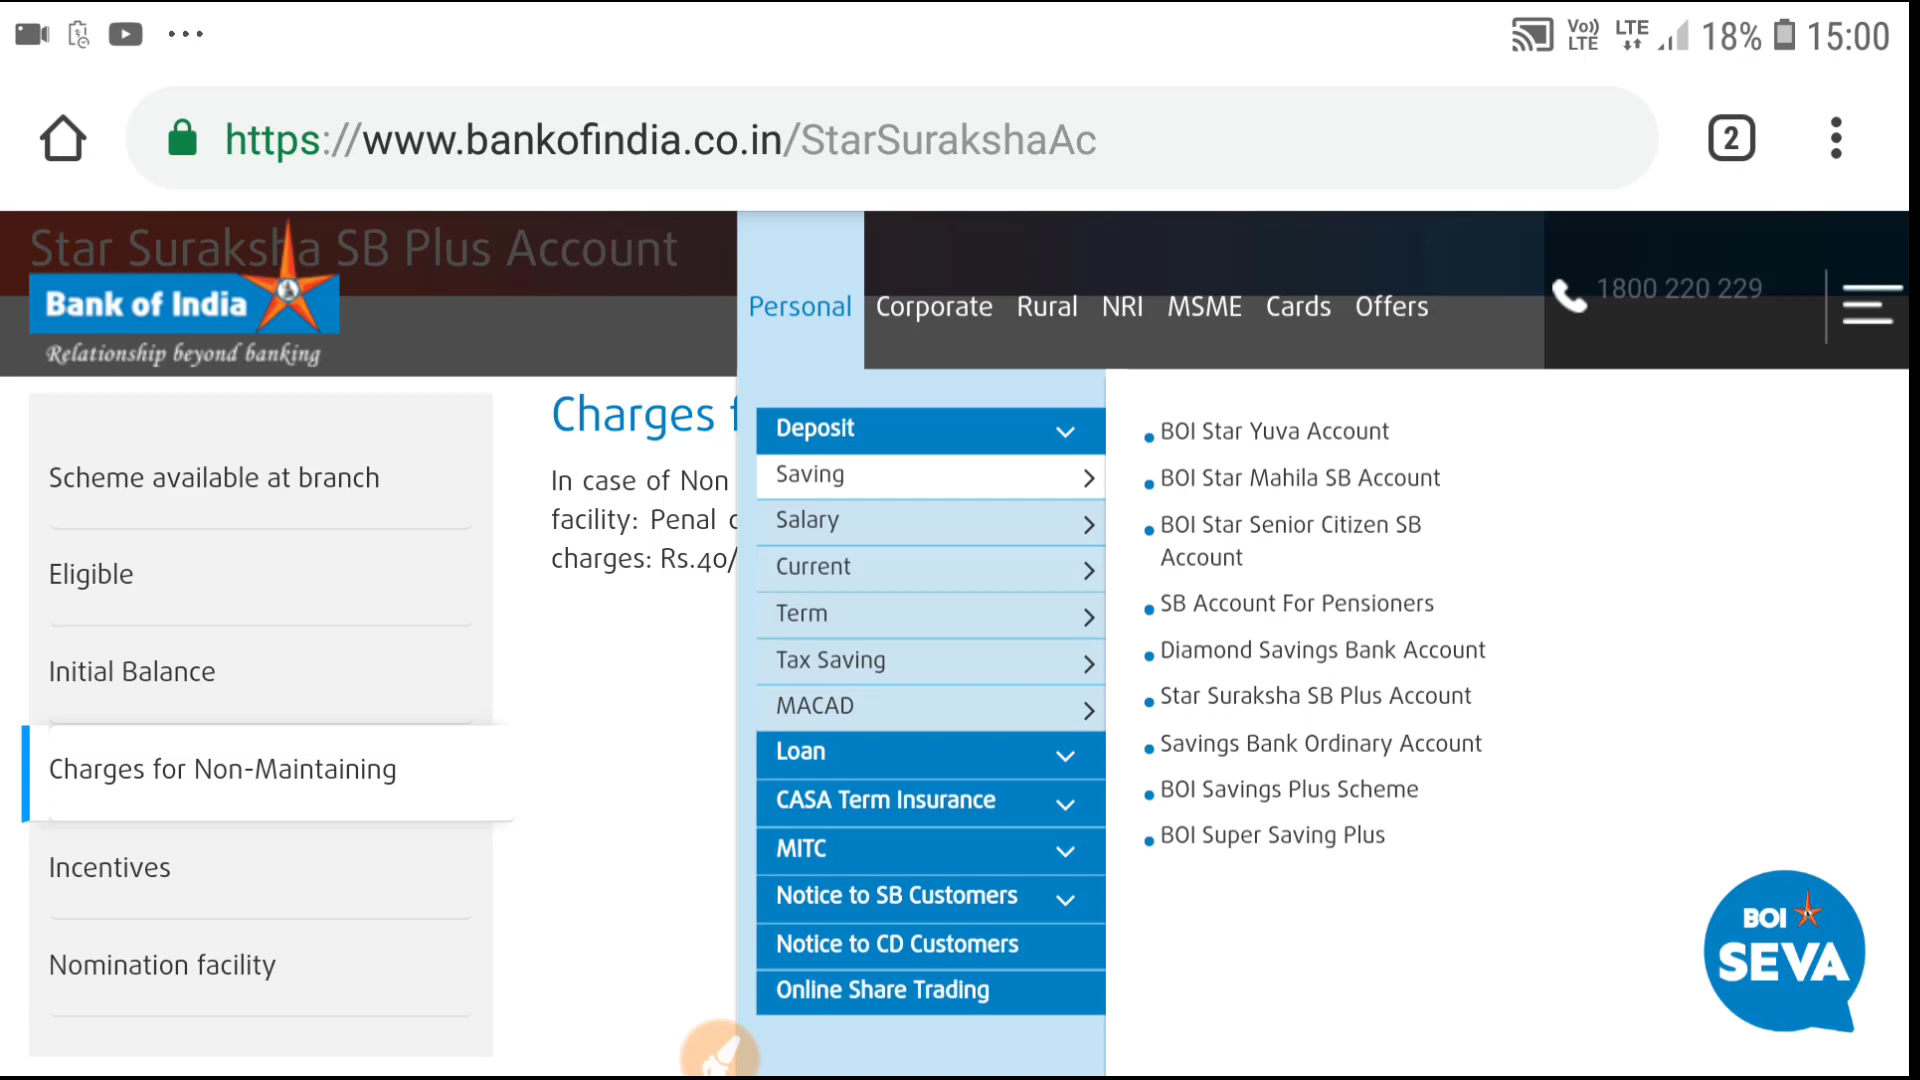 Vo)) LTE
LTE
18%
15:00
https://www.bankofindia.co.in/StarSurakshaAc
2
Star Suraksha SB Plus Account
Bank of India
Relationship beyond banking
Personal
Corporate
Rural
NRI
MSME
Cards
Offers
1800 220 229
Scheme available at branch
Eligible
Initial Balance
Charges for Non-Maintaining
Incentives
Nomination facility
Charges
In case of Non
facility: Penal
charges: Rs.40/
Deposit
Saving
Salary
Current
Term
Tax Saving
MACAD
Loan
CASA Term Insurance
MITC
Notice to SB Customers
Notice to CD Customers
Online Share Trading
BOI Star Yuva Account
BOI Star Mahila SB Account
BOI Star Senior Citizen SB
Account
SB Account For Pensioners
Diamond Savings Bank Account
Star Suraksha SB Plus Account
Savings Bank Ordinary Account
BOI Savings Plus Scheme
BOI Super Saving Plus
BOI
SEVA